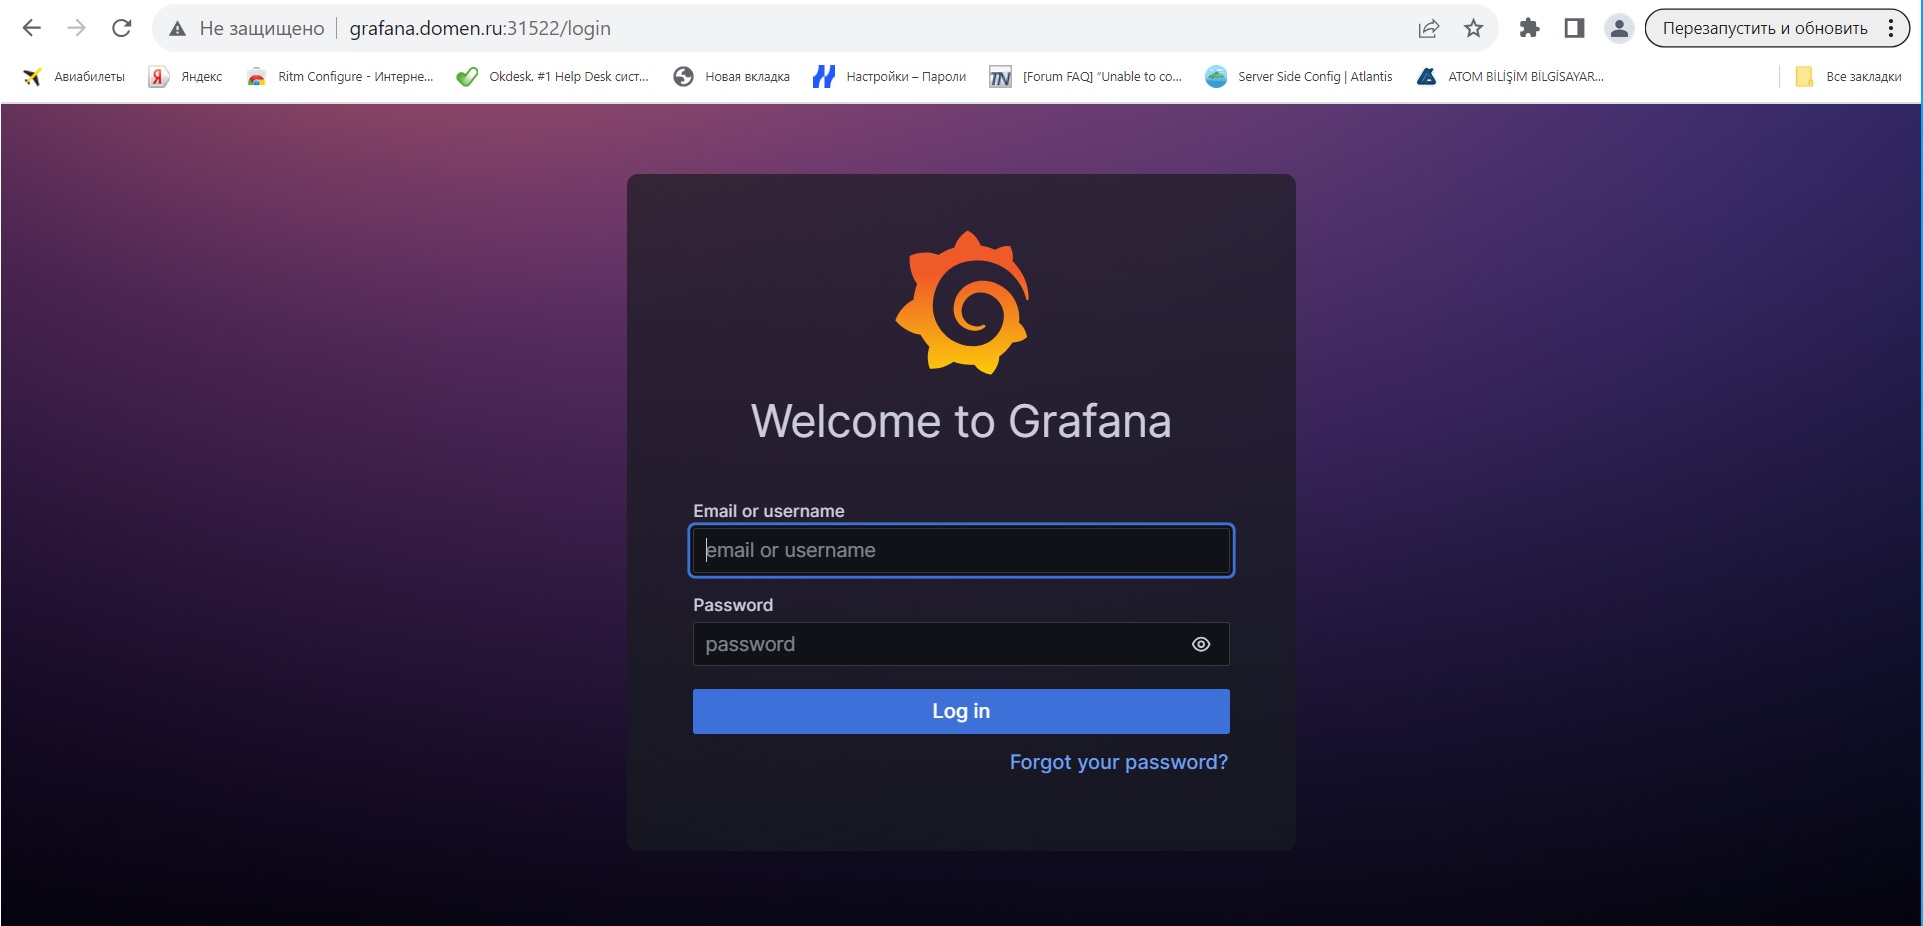 Не защищено grafana.domen.ru:31522/login Перезапустить и обновить
Авиабилеты Яндекс Ritm Configure - Интерне... Okdesk. #1 Help Desk сист... Новая вкладка Настройки – Пароли TN [Forum FAQ] “Unable to co... Server Side Config | Atlantis ATOM BİLİŞİM BİLGİSAYAR... Все закладки
Welcome to Grafana
Email or username
email or username
Password
password
Log in
Forgot your password?